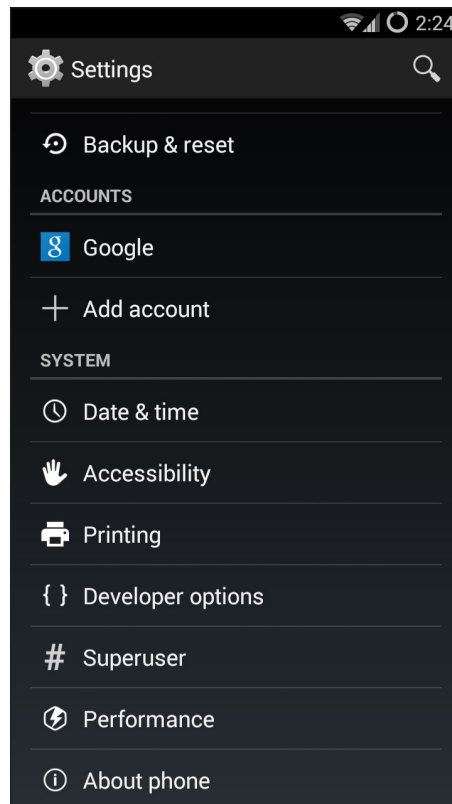 2:24
Settings
Backup & reset
ACCOUNTS
Google
Add account
SYSTEM
Date & time
Accessibility
Printing
{ } Developer options
# Superuser
Performance
About phone